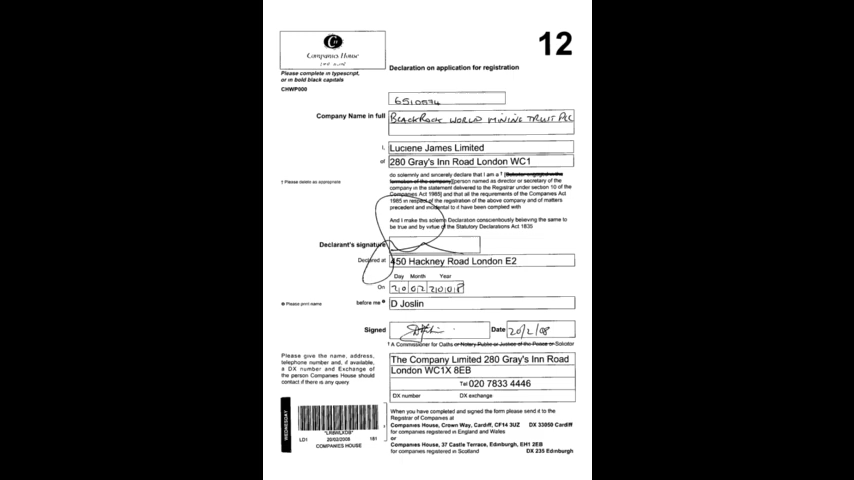 12
Companies House
Declaration on application for registration
Please complete in typescript,
or in bold black capitals
CHWP000
6510574
Company Name in full BLACKROCK WORLD MINING TRUST PLC
I, Luciene James Limited
of 280 Gray's Inn Road London WC1
do solemnly and sincerely declare that I am a † [Solicitor engaged in the
† Please delete as appropriate
formation of the company][person named as director or secretary of the
company in the statement delivered to the Registrar under section 10 of the
Companies Act 1985] and that all the requirements of the Companies Act
1985 in respect of the registration of the above company and of matters
precedent and incidental to it have been complied with
And I make this solemn Declaration conscientiously believing the same to
be true and by virtue of the Statutory Declarations Act 1835
Declarant's signature
Declared at 450 Hackney Road London E2
Day Month Year
On 20 02 2008
Please print name before me D Joslin
Signed Date 20/2/08
† A Commissioner for Oaths or Notary Public or Justice of the Peace or Solicitor
Please give the name, address,
telephone number and, if available,
a DX number and Exchange of
the person Companies House should
contact if there is any query
The Company Limited 280 Gray's Inn Road
London WC1X 8EB
Tel 020 7833 4446
DX number DX exchange
WEDNESDAY
LD1 20/02/2008 181
COMPANIES HOUSE
When you have completed and signed the form please send it to the
Registrar of Companies at
Companies House, Crown Way, Cardiff, CF14 3UZ DX 33050 Cardiff
for companies registered in England and Wales
or
Companies House, 37 Castle Terrace, Edinburgh, EH1 2EB
for companies registered in Scotland DX 235 Edinburgh